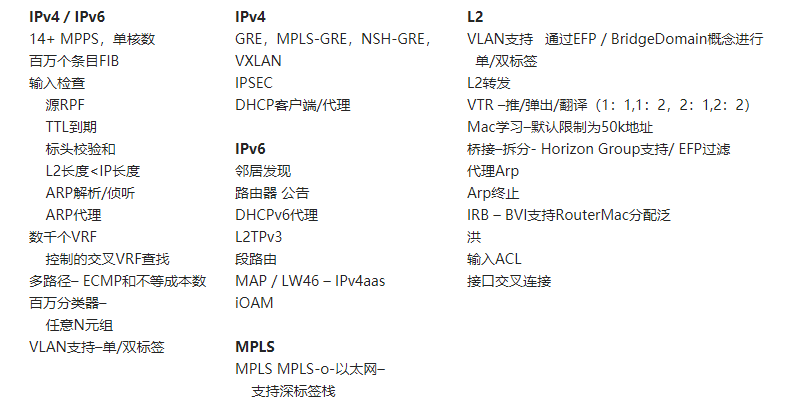 IPv4 / IPv6
14+ MPPS，单核数
百万个条目FIB
输入检查
源RPF
TTL到期
标头校验和
L2长度<IP长度
ARP解析/侦听
ARP代理
数千个VRF
控制的交叉VRF查找
多路径– ECMP和不等成本数
百万分类器–
任意N元组
VLAN支持–单/双标签
IPv4
GRE，MPLS-GRE，NSH-GRE，
VXLAN
IPSEC
DHCP客户端/代理
IPv6
邻居发现
路由器 公告
DHCPv6代理
L2TPv3
段路由
MAP / LW46 – IPv4aas
iOAM
MPLS
MPLS MPLS-o-以太网–
支持深标签栈
L2
VLAN支持 通过EFP / BridgeDomain概念进行
单/双标签
L2转发
VTR –推/弹出/翻译（1：1,1：2，2：1,2：2）
Mac学习–默认限制为50k地址
桥接–拆分- Horizon Group支持/ EFP过滤
代理Arp
Arp终止
IRB – BVI支持RouterMac分配泛
洪
输入ACL
接口交叉连接